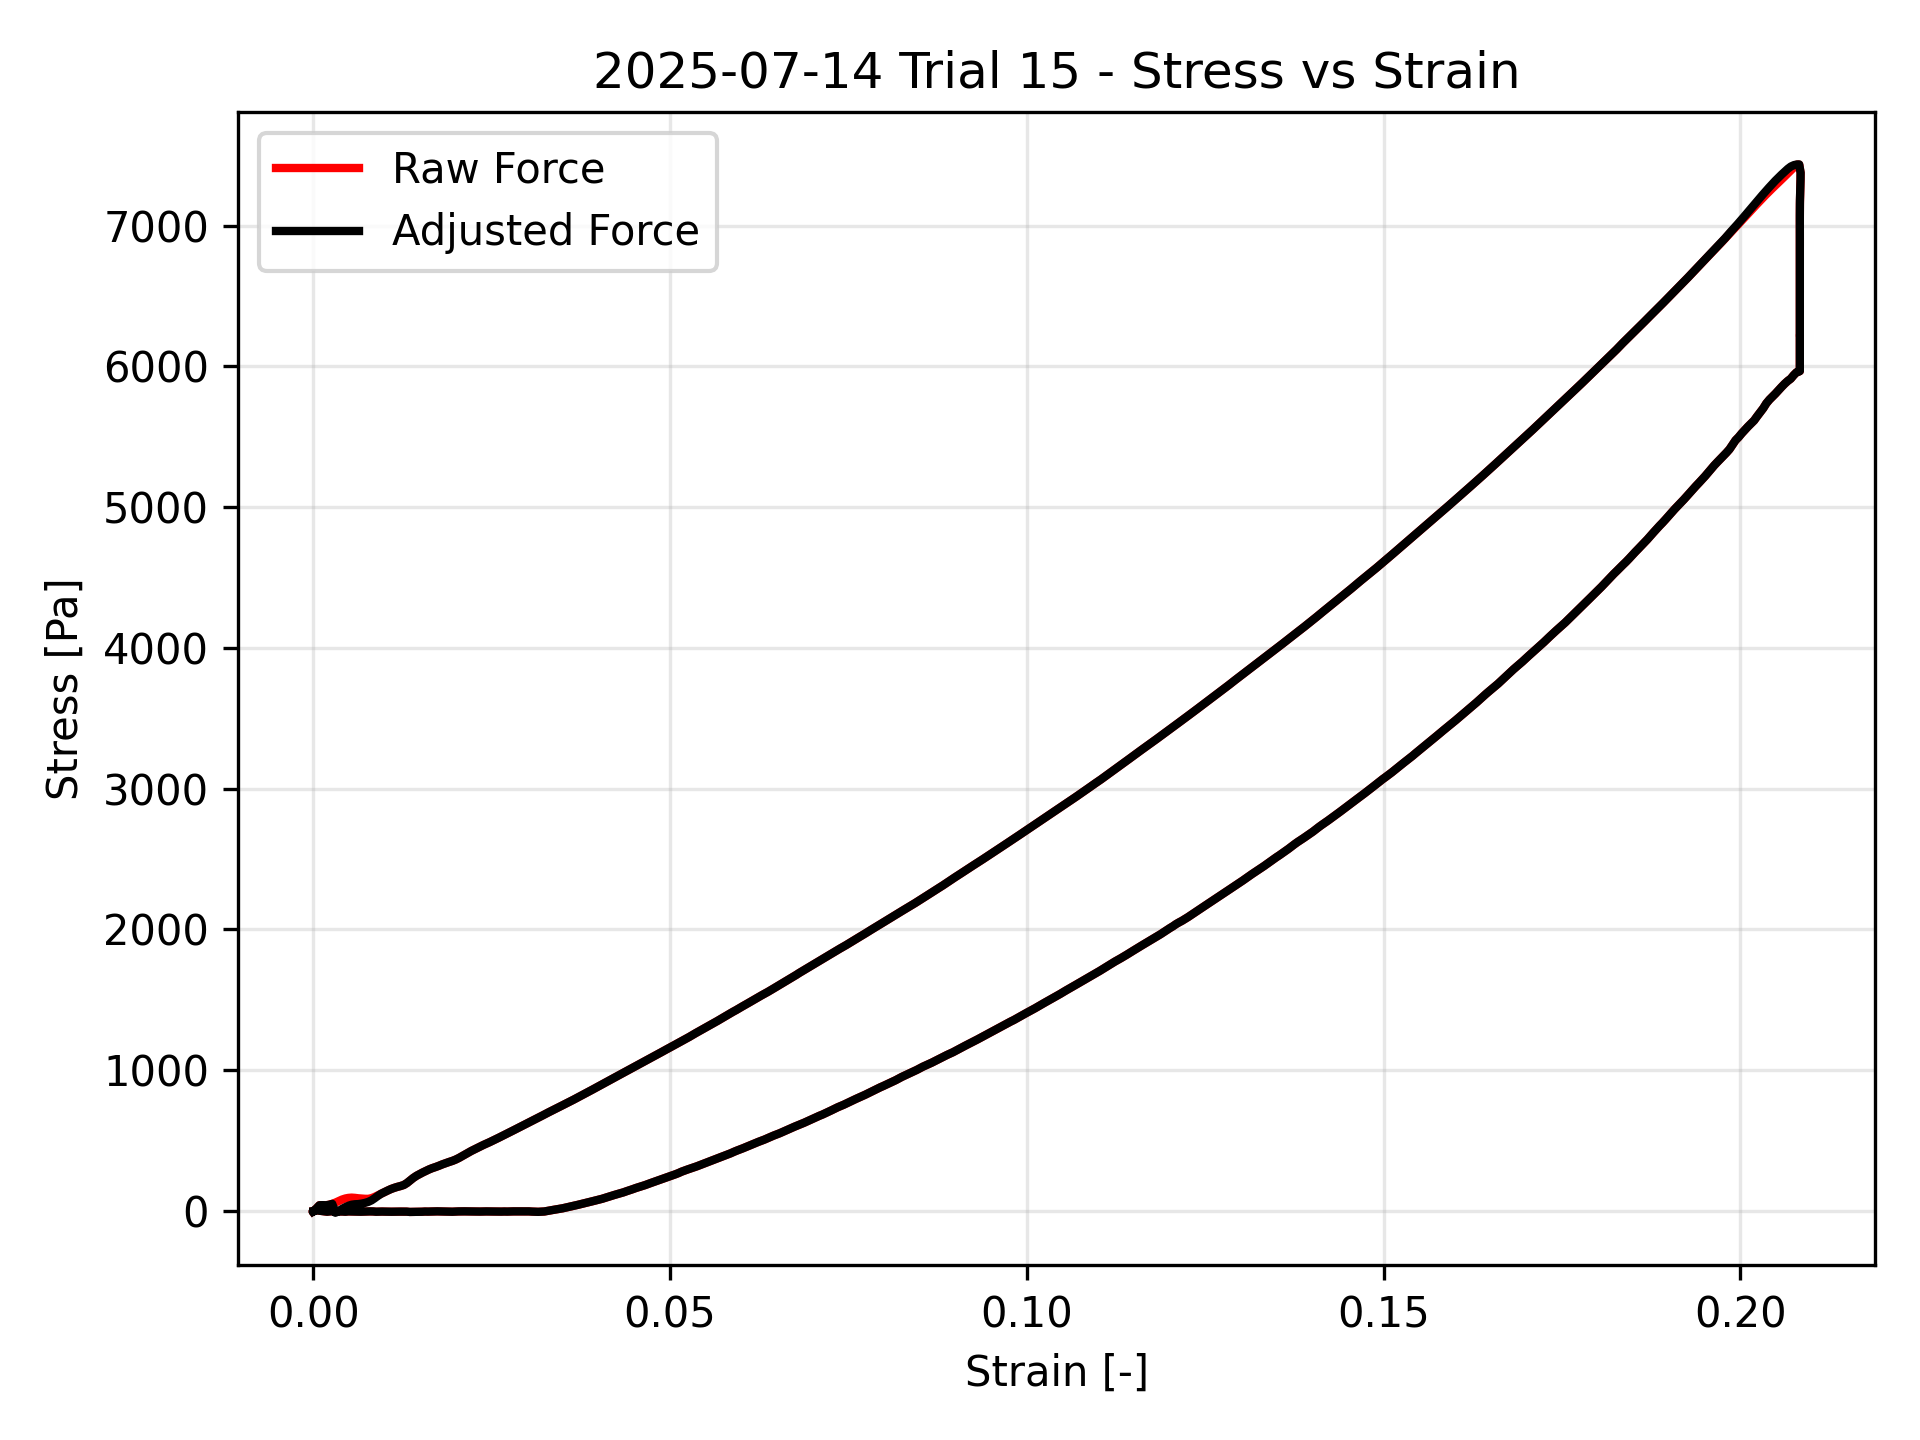 2025-07-14 Trial 15 - Stress vs Strain
Raw Force
Adjusted Force
Stress [Pa]
7000
6000
5000
4000
3000
2000
1000
0
0.00
0.05
0.10
0.15
0.20
Strain [-]